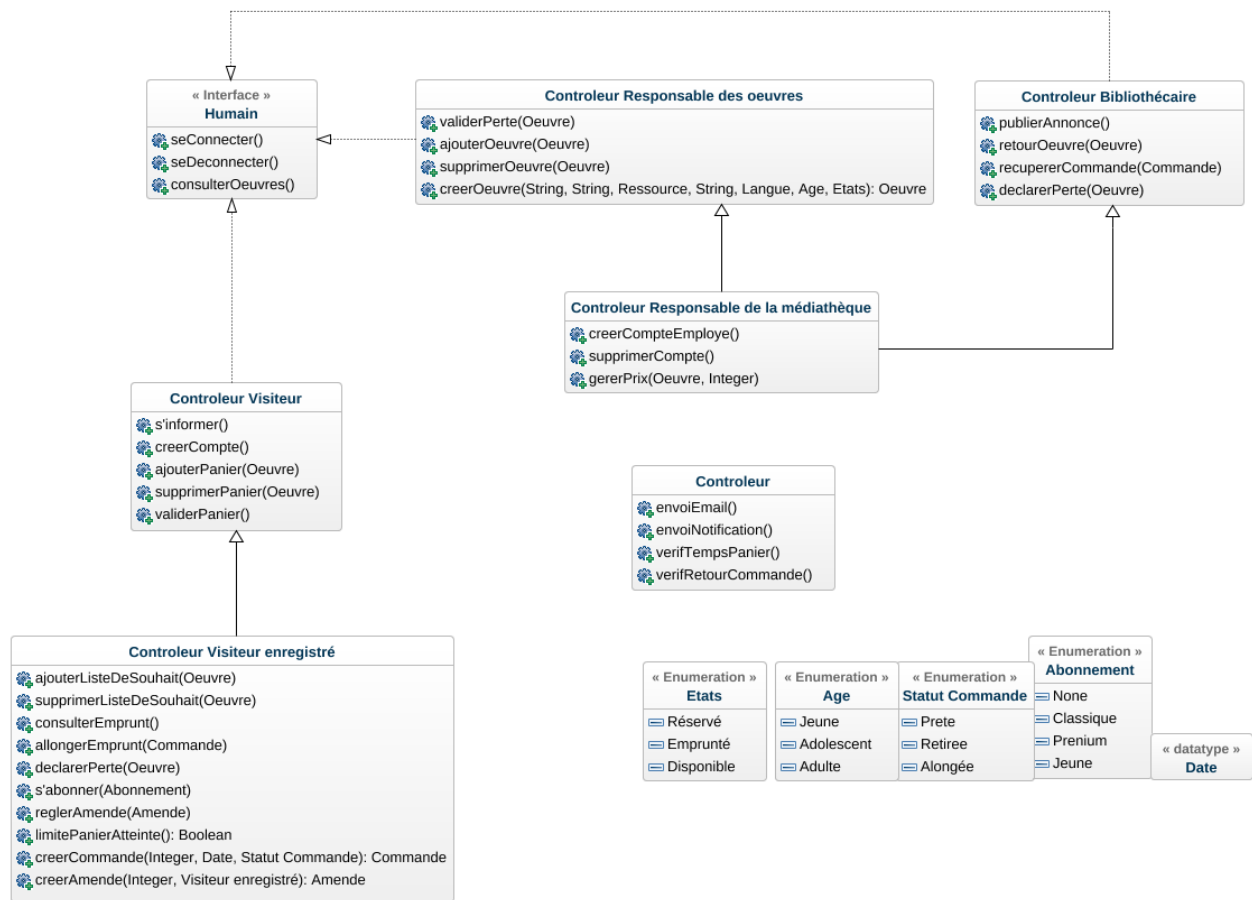 « Interface »
Humain
seConnecter()
seDeconnecter()
consulterOeuvres()
Controleur Responsable des oeuvres
validerPerte(Oeuvre)
ajouterOeuvre(Oeuvre)
supprimerOeuvre(Oeuvre)
creerOeuvre(String, String, Ressource, String, Langue, Age, Etats): Oeuvre
Controleur Bibliothécaire
publierAnnonce()
retourOeuvre(Oeuvre)
recupererCommande(Commande)
declarerPerte(Oeuvre)
Controleur Responsable de la médiathèque
creerCompteEmploye()
supprimerCompte()
gererPrix(Oeuvre, Integer)
Controleur Visiteur
s'informer()
creerCompte()
ajouterPanier(Oeuvre)
supprimerPanier(Oeuvre)
validerPanier()
Controleur
envoiEmail()
envoiNotification()
verifTempsPanier()
verifRetourCommande()
Controleur Visiteur enregistré
ajouterListeDeSouhait(Oeuvre)
supprimerListeDeSouhait(Oeuvre)
consulterEmprunt()
allongerEmprunt(Commande)
declarerPerte(Oeuvre)
s'abonner(Abonnement)
reglerAmende(Amende)
limitePanierAtteinte(): Boolean
creerCommande(Integer, Date, Statut Commande): Commande
creerAmende(Integer, Visiteur enregistré): Amende
« Enumeration »
Etats
Réservé
Emprunté
Disponible
« Enumeration »
Age
Jeune
Adolescent
Adulte
« Enumeration »
Statut Commande
Prete
Retiree
Alongée
« Enumeration »
Abonnement
None
Classique
Prenium
Jeune
« datatype »
Date